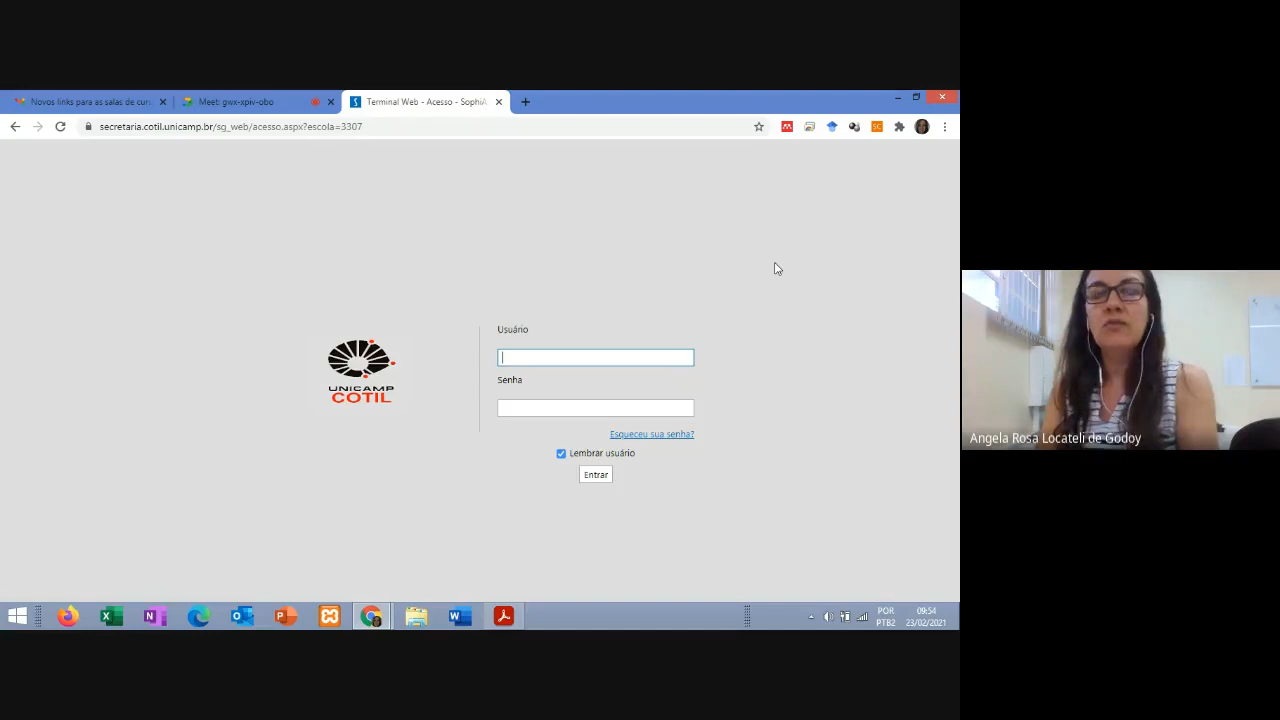 Novos links para as salas de curs
Meet: gwx-xpiv-obo
Terminal Web - Acesso - SophiA
secretaria.cotil.unicamp.br/sg_web/acesso.aspx?escola=3307
Usuário
UNICAMP
COTIL
Senha
Esqueceu sua senha?
Lembrar usuário
Entrar
Angela Rosa Locateli de Godoy
POR
PTB2
09:54
23/02/2021